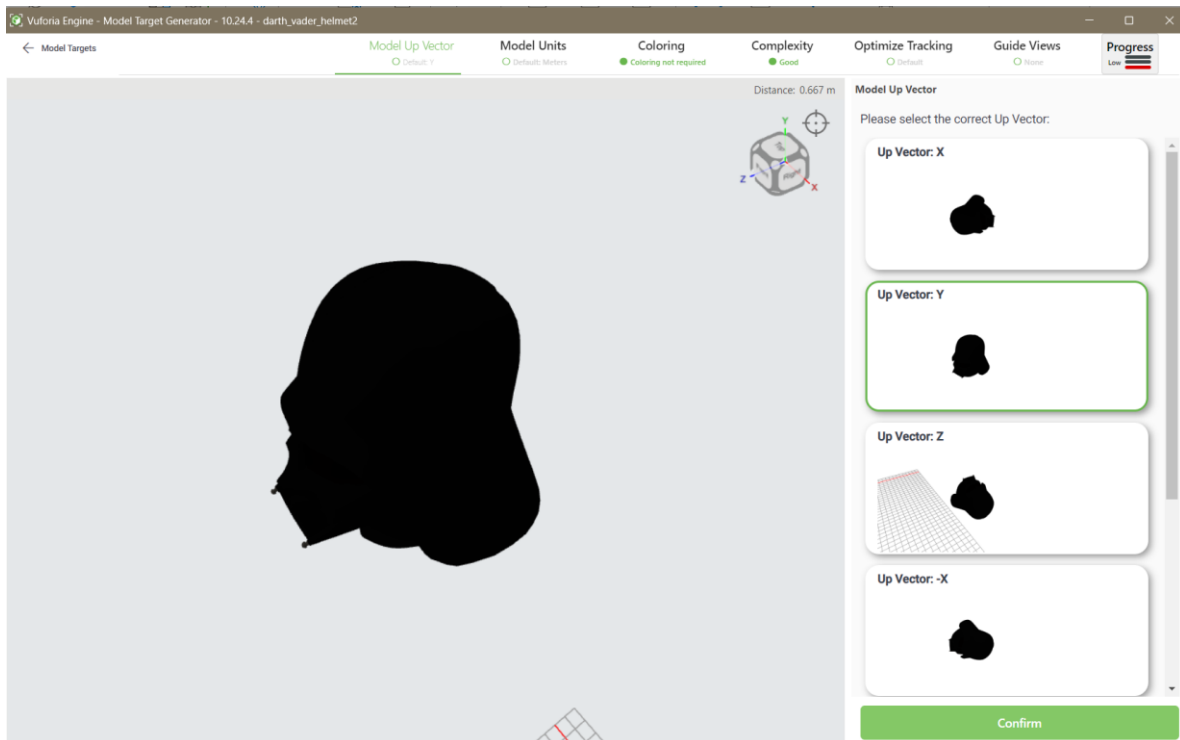 Vuforia Engine - Model Target Generator - 10.24.4 - darth_vader_helmet2
Model Targets
Model Up Vector
Default: Y
Model Units
Default: Meters
Coloring
Coloring not required
Complexity
Good
Optimize Tracking
Default
Guide Views
None
Progress
Low
Distance: 0.667 m
Y
Z
X
Right
Model Up Vector
Please select the correct Up Vector:
Up Vector: X
Up Vector: Y
Up Vector: Z
Up Vector: -X
Confirm